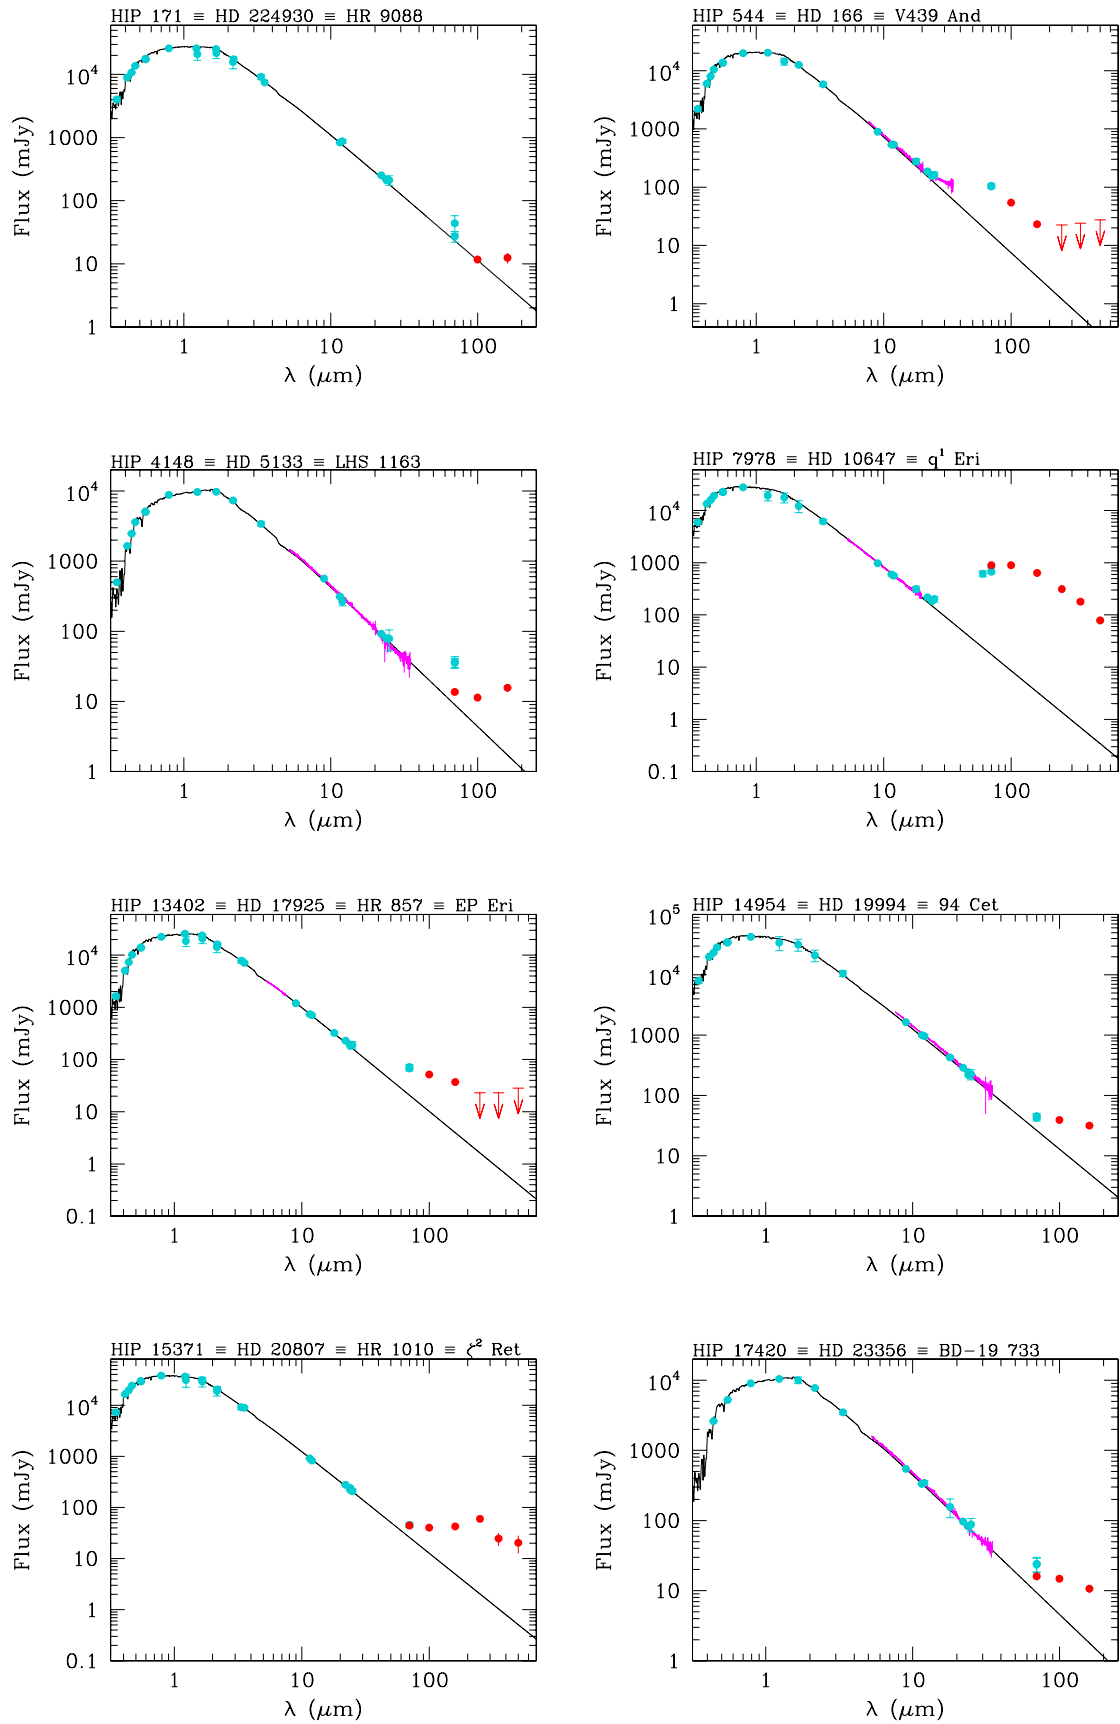 HIP 171 ≡ HD 224930 ≡ HR 9088
10⁴
1000
100
10
1
Flux (mJy)
1 10 100
λ (μm)
HIP 544 ≡ HD 166 ≡ V439 And
10⁴
1000
100
10
1
Flux (mJy)
1 10 100
λ (μm)
HIP 4148 ≡ HD 5133 ≡ LHS 1163
10⁴
1000
100
10
1
Flux (mJy)
1 10 100
λ (μm)
HIP 7978 ≡ HD 10647 ≡ q¹ Eri
10⁴
1000
100
10
1
0.1
Flux (mJy)
1 10 100
λ (μm)
HIP 13402 ≡ HD 17925 ≡ HR 857 ≡ EP Eri
10⁴
1000
100
10
1
0.1
Flux (mJy)
1 10 100
λ (μm)
HIP 14954 ≡ HD 19994 ≡ 94 Cet
10⁵
10⁴
1000
100
10
1
Flux (mJy)
1 10 100
λ (μm)
HIP 15371 ≡ HD 20807 ≡ HR 1010 ≡ ζ² Ret
10⁴
1000
100
10
1
0.1
Flux (mJy)
1 10 100
λ (μm)
HIP 17420 ≡ HD 23356 ≡ BD-19 733
10⁴
1000
100
10
1
Flux (mJy)
1 10 100
λ (μm)